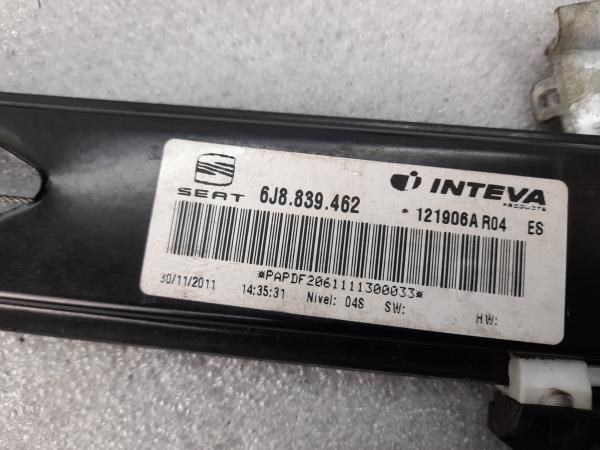 SEAT 6J8.839.462 INTEVA
PRODUCTS
121906A R04 ES
*PAPDF2061111300033*
30/11/2011 14:35:31 Nivel: 04S SW: HW: